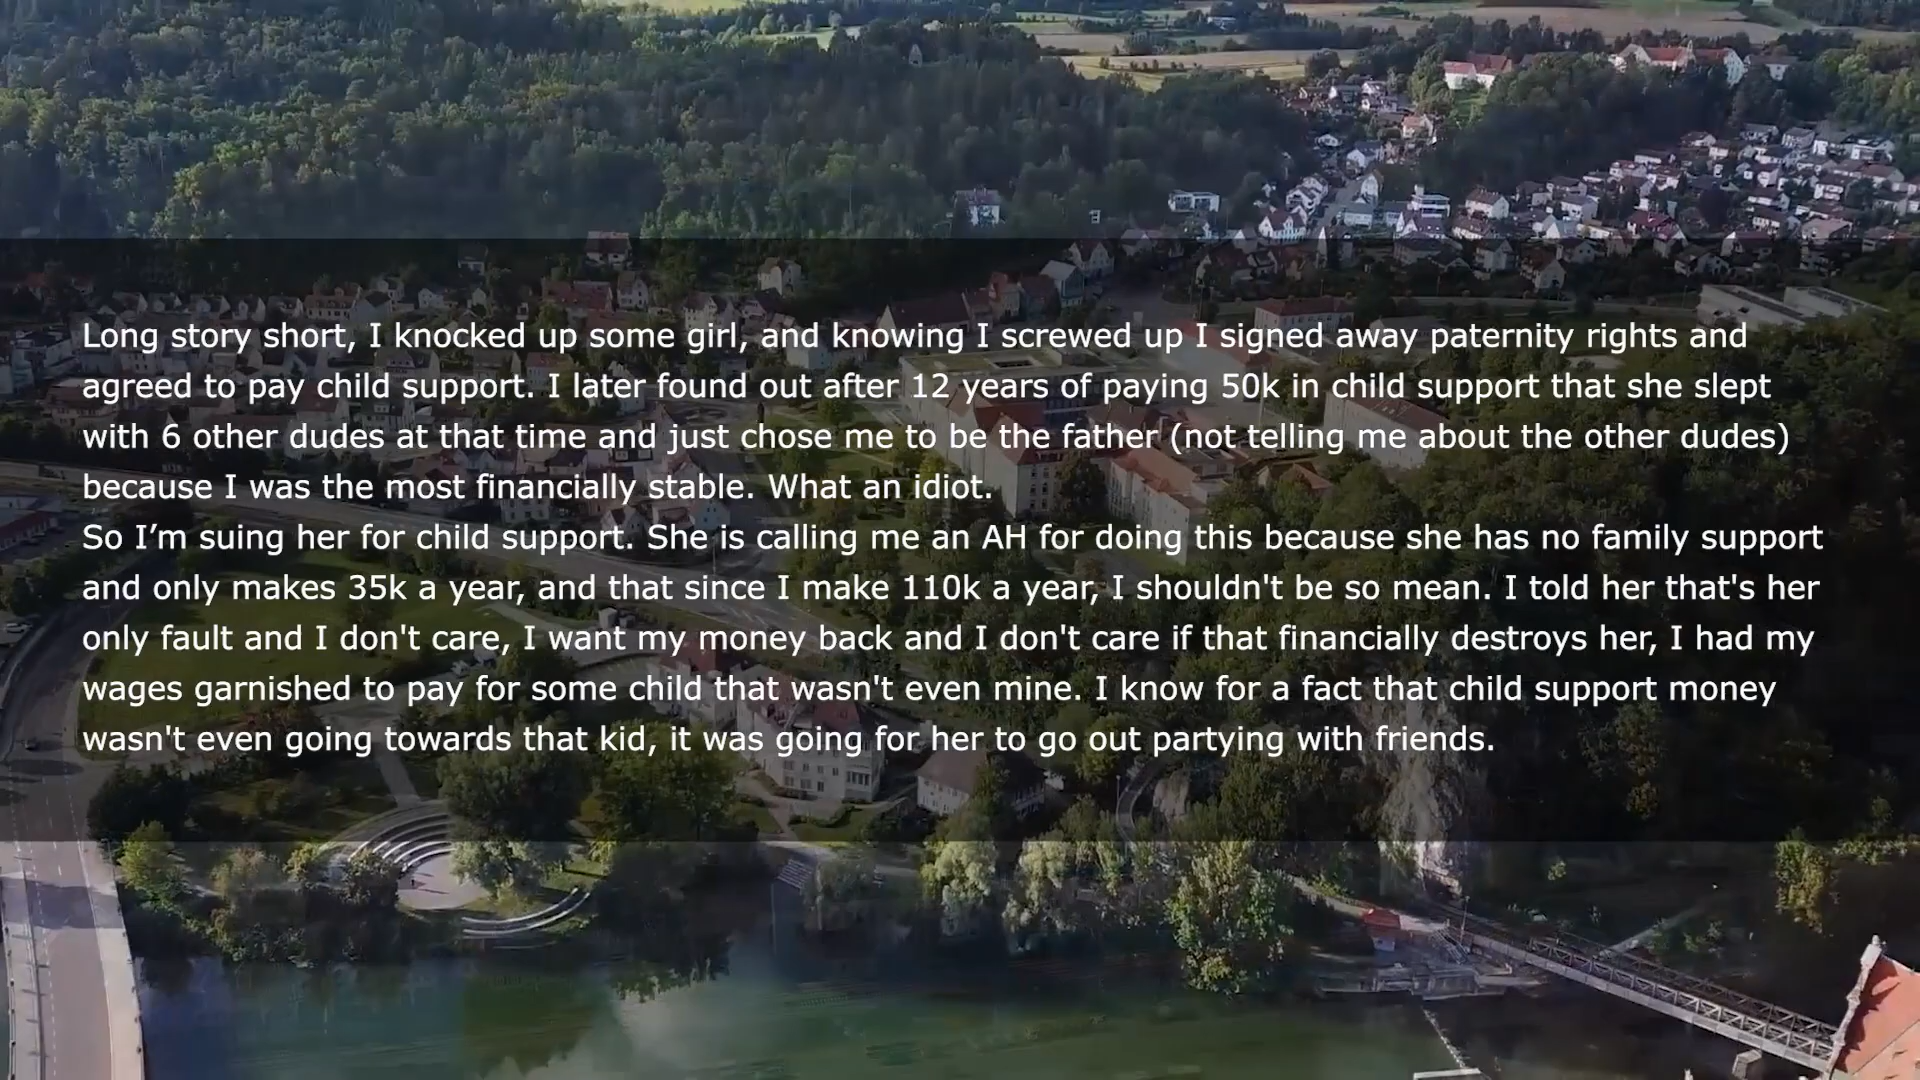 Long story short, I knocked up some girl, and knowing I screwed up I signed away paternity rights and
agreed to pay child support. I later found out after 12 years of paying 50k in child support that she slept
with 6 other dudes at that time and just chose me to be the father (not telling me about the other dudes)
because I was the most financially stable. What an idiot.
So I’m suing her for child support. She is calling me an AH for doing this because she has no family support
and only makes 35k a year, and that since I make 110k a year, I shouldn't be so mean. I told her that's her
only fault and I don't care, I want my money back and I don't care if that financially destroys her, I had my
wages garnished to pay for some child that wasn't even mine. I know for a fact that child support money
wasn't even going towards that kid, it was going for her to go out partying with friends.